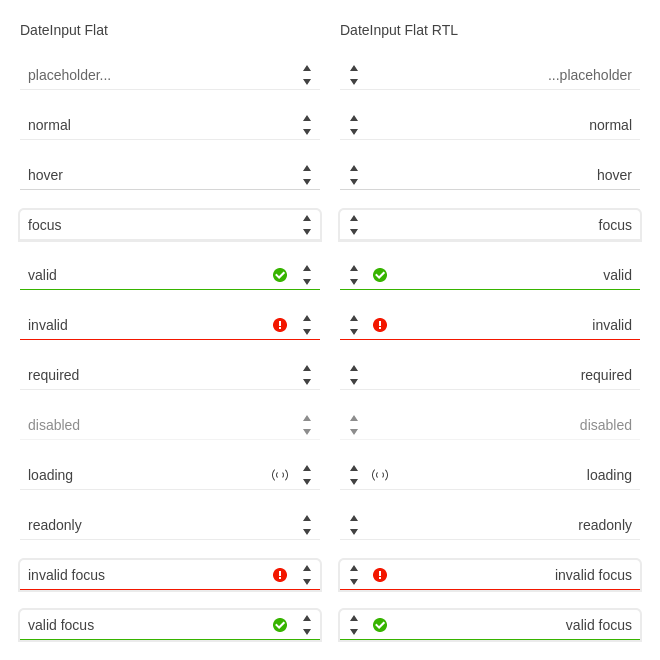 DateInput Flat
placeholder...
normal
hover
focus
valid
invalid
required
disabled
loading
readonly
invalid focus
valid focus
DateInput Flat RTL
...placeholder
normal
hover
focus
valid
invalid
required
disabled
loading
readonly
invalid focus
valid focus